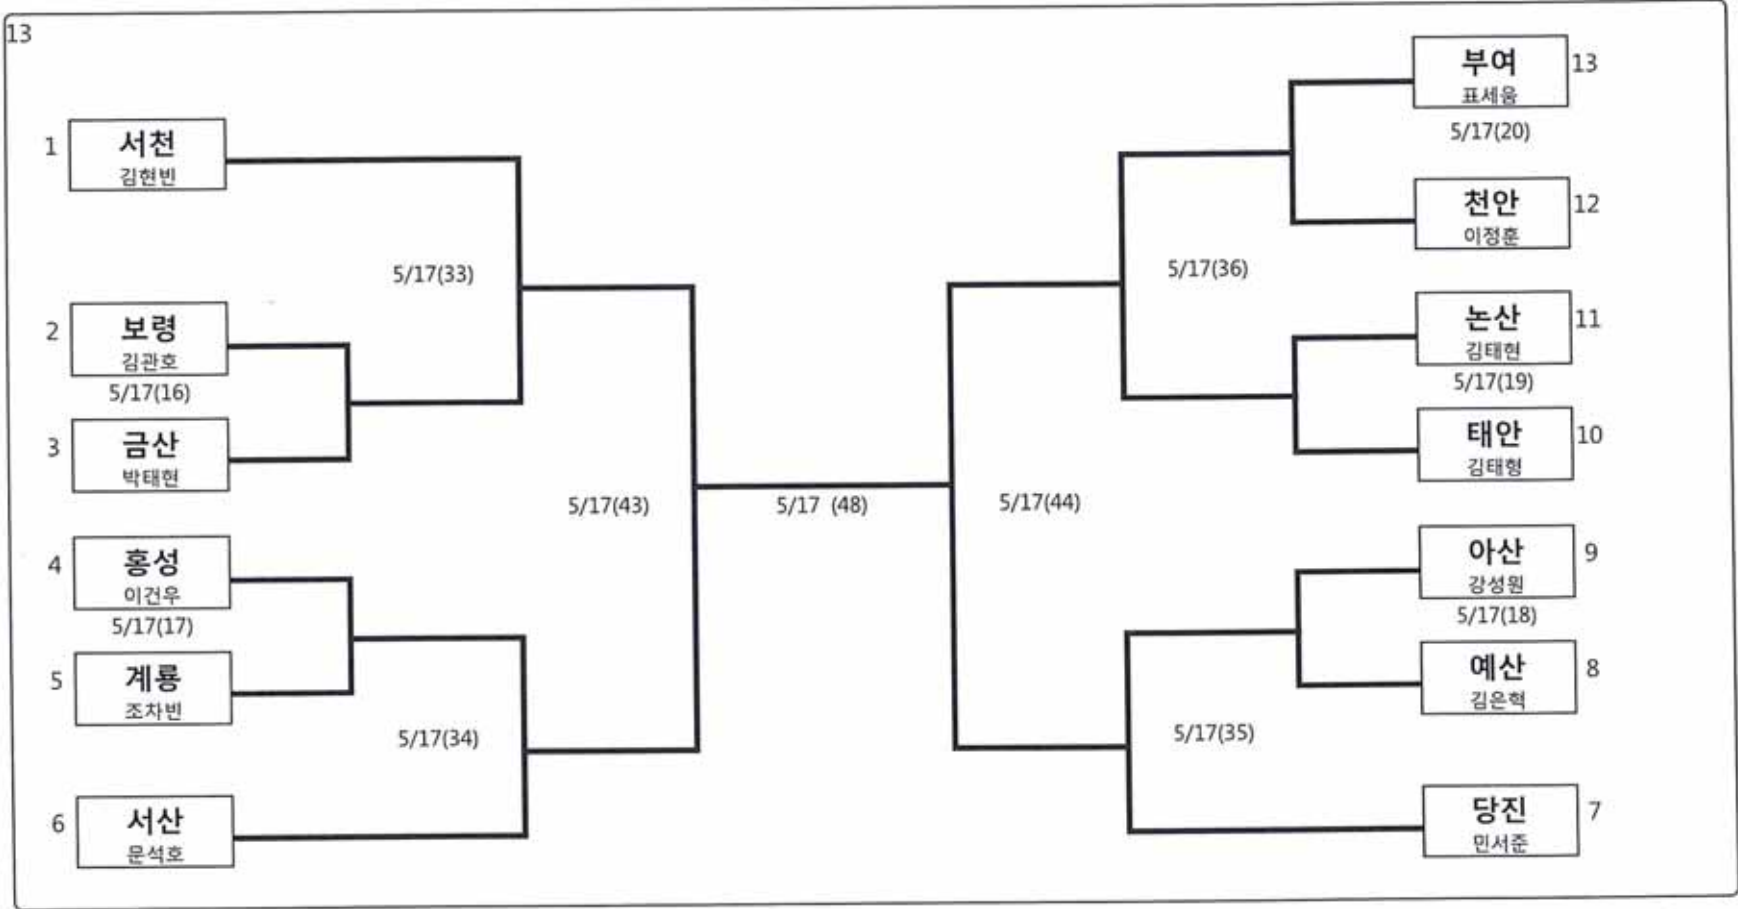 13
1
서천
김현빈
2
보령
김관호
5/17(16)
3
금산
박태현
4
홍성
이건우
5/17(17)
5
계룡
조차빈
6
서산
문석호
5/17(33)
5/17(34)
5/17(43)
5/17 (48)
5/17(44)
5/17(36)
5/17(35)
부여
13
표세움
5/17(20)
천안
12
이정훈
논산
11
김태현
5/17(19)
태안
10
김태형
아산
9
강성원
5/17(18)
예산
8
김은혁
당진
7
민서준